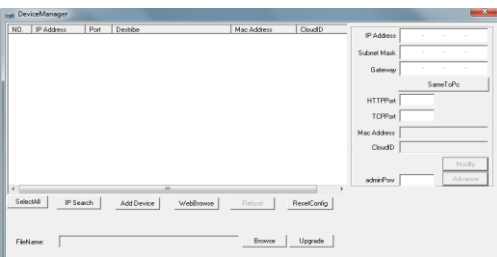 DeviceManager
NO. IP Address Port Destribe Mac Address CloudID
IP Address
Subnet Mask
Gateway
SameToPc
HTTPPort
TCPPort
Mac Address
CloudID
Modify
adminPsw Advance
SelectAll IP Search Add Device WebBrowse Reboot ResetConfig
FileName: Browse Upgrade